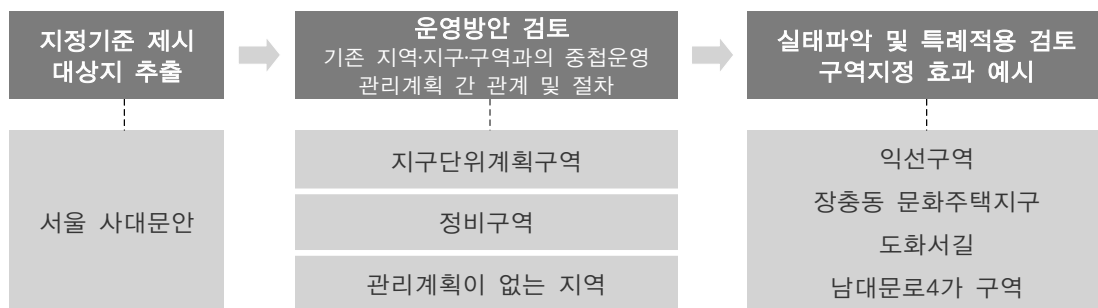 지정기준 제시
대상지 추출
서울 사대문안
운영방안 검토
기존 지역·지구·구역과의 중첩운영
관리계획 간 관계 및 절차
지구단위계획구역
정비구역
관리계획이 없는 지역
실태파악 및 특례적용 검토
구역지정 효과 예시
익선구역
장충동 문화주택지구
도화서길
남대문로4가 구역